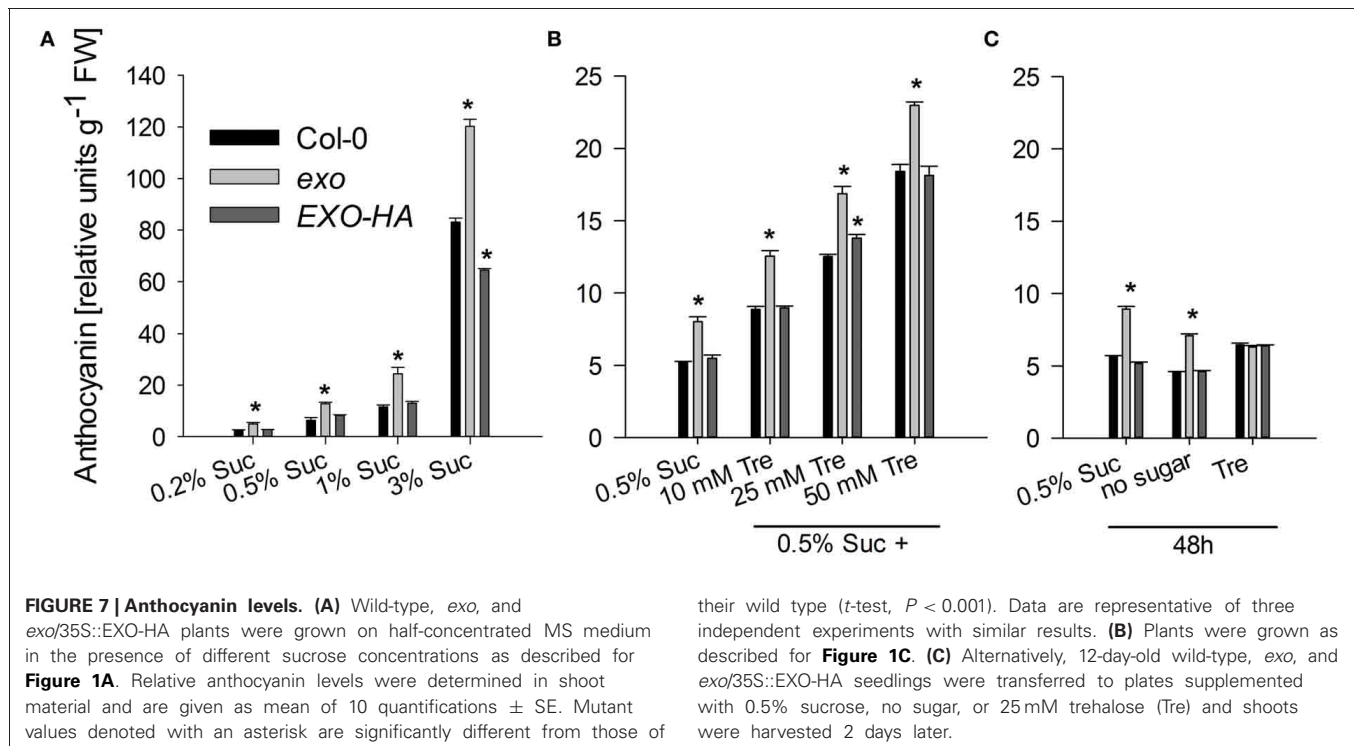 A
B
C
Anthocyanin [relative units g⁻¹ FW]
140
120
100
80
60
40
20
0
Col-0
exo
EXO-HA
*
*
*
*
*
0.2% Suc
0.5% Suc
1% Suc
3% Suc
25
20
15
10
5
0
*
*
*
*
*
0.5% Suc
10 mM Tre
25 mM Tre
50 mM Tre
0.5% Suc +
25
20
15
10
5
0
*
*
0.5% Suc
no sugar
Tre
48h
FIGURE 7 | Anthocyanin levels. (A) Wild-type, exo, and
exo/35S::EXO-HA plants were grown on half-concentrated MS medium
in the presence of different sucrose concentrations as described for
Figure 1A. Relative anthocyanin levels were determined in shoot
material and are given as mean of 10 quantifications ± SE. Mutant
values denoted with an asterisk are significantly different from those of
their wild type (t-test, P < 0.001). Data are representative of three
independent experiments with similar results. (B) Plants were grown as
described for Figure 1C. (C) Alternatively, 12-day-old wild-type, exo, and
exo/35S::EXO-HA seedlings were transferred to plates supplemented
with 0.5% sucrose, no sugar, or 25 mM trehalose (Tre) and shoots
were harvested 2 days later.